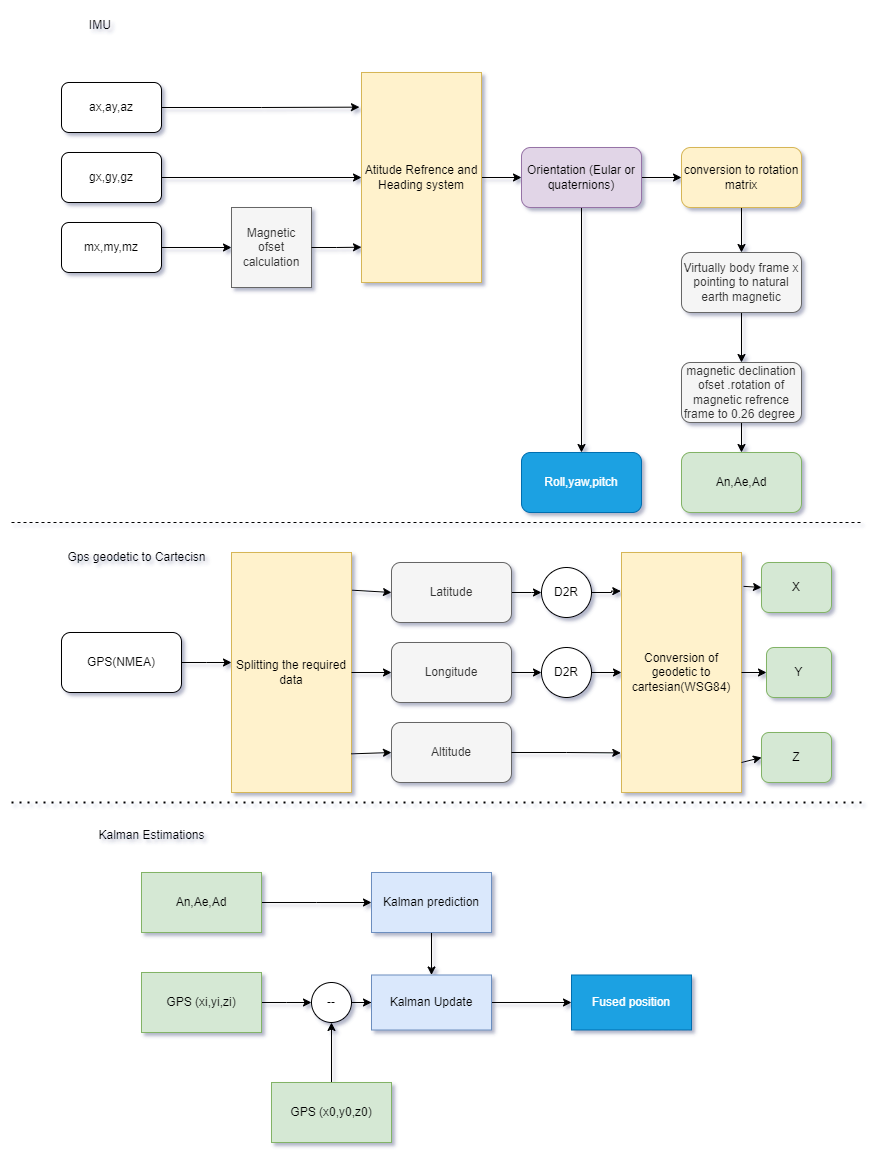 IMU
ax,ay,az
gx,gy,gz
mx,my,mz
Magnetic
ofset
calculation
Atitude Refrence and
Heading system
Orientation (Eular or
quaternions)
conversion to rotation
matrix
Virtually body frame x
pointing to natural
earth magnetic
magnetic declination
ofset .rotation of
magnetic refrence
frame to 0.26 degree
Roll,yaw,pitch
An,Ae,Ad
Gps geodetic to Cartecisn
GPS(NMEA)
Splitting the required
data
Latitude
D2R
Longitude
D2R
Altitude
Conversion of
geodetic to
cartesian(WSG84)
X
Y
Z
Kalman Estimations
An,Ae,Ad
Kalman prediction
GPS (xi,yi,zi)
--
Kalman Update
Fused position
GPS (x0,y0,z0)